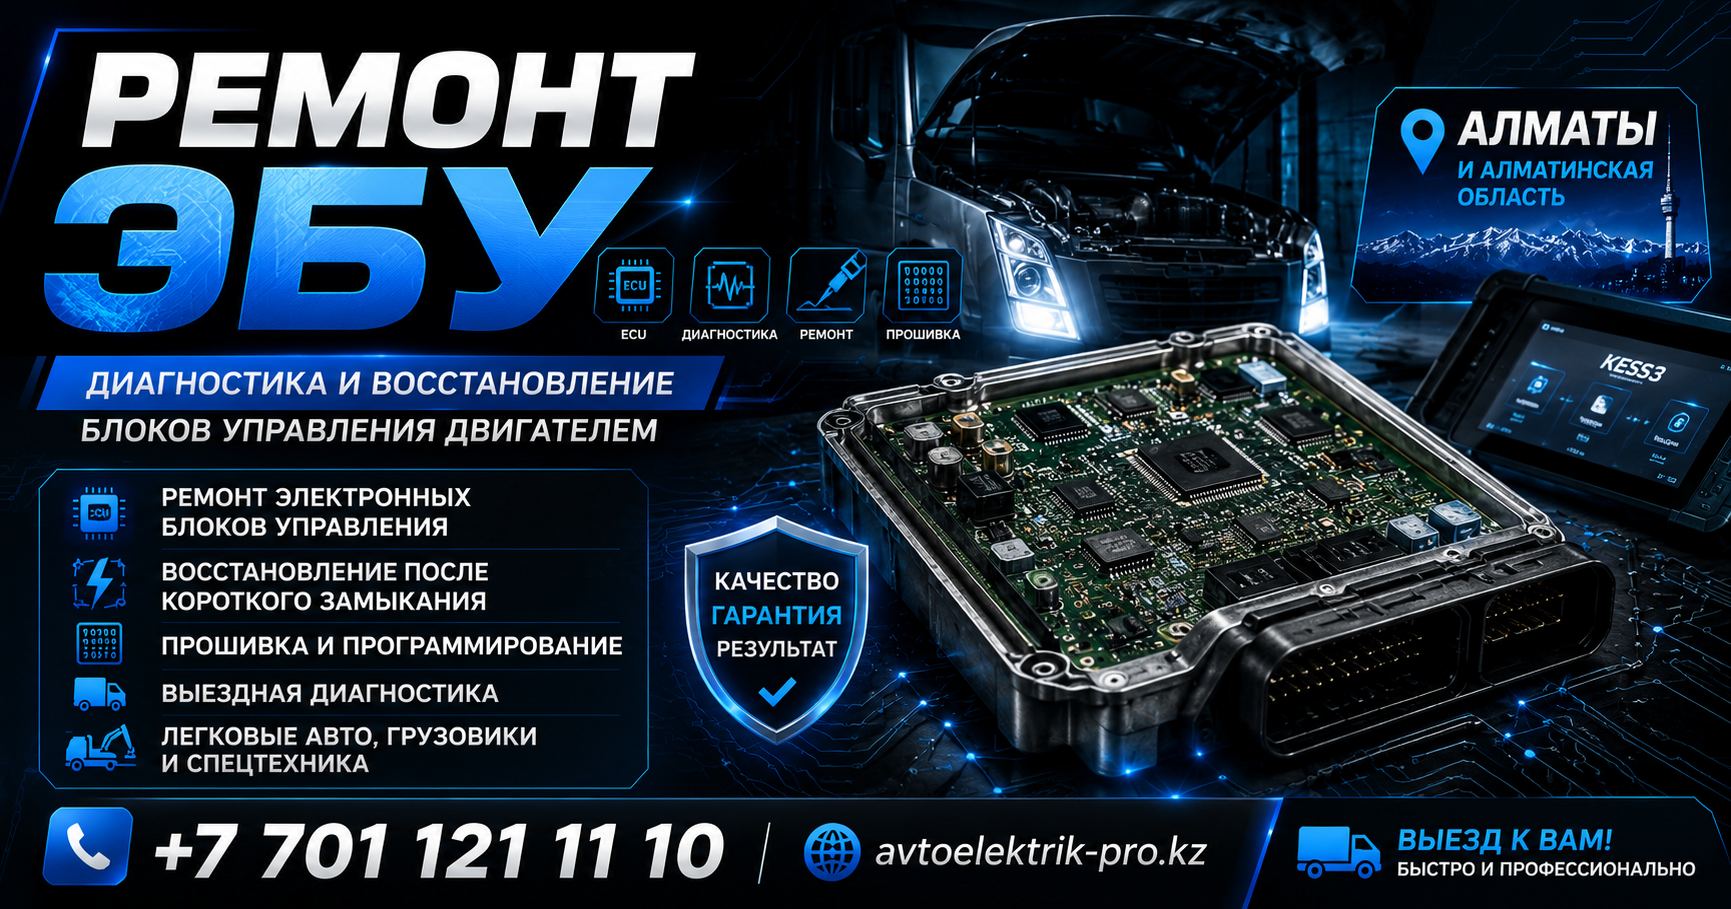 РЕМОНТ
ЭБУ
ECU
ECU
ДИАГНОСТИКА
РЕМОНТ
ПРОШИВКА
АЛМАТЫ
И АЛМАТИНСКАЯ
ОБЛАСТЬ
KESS3
ДИАГНОСТИКА И ВОССТАНОВЛЕНИЕ
БЛОКОВ УПРАВЛЕНИЯ ДВИГАТЕЛЕМ
ECU
РЕМОНТ ЭЛЕКТРОННЫХ
БЛОКОВ УПРАВЛЕНИЯ
ВОССТАНОВЛЕНИЕ ПОСЛЕ
КОРОТКОГО ЗАМЫКАНИЯ
ПРОШИВКА И ПРОГРАММИРОВАНИЕ
ВЫЕЗДНАЯ ДИАГНОСТИКА
ЛЕГКОВЫЕ АВТО, ГРУЗОВИКИ
И СПЕЦТЕХНИКА
КАЧЕСТВО
ГАРАНТИЯ
РЕЗУЛЬТАТ
+7 701 121 11 10
avtoelektrik-pro.kz
ВЫЕЗД К ВАМ!
БЫСТРО И ПРОФЕССИОНАЛЬНО